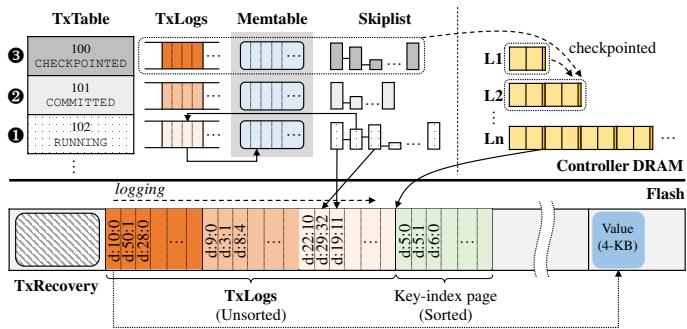 TxTable TxLogs Memtable Skiplist
❸ 100 CHECKPOINTED ...
❷ 101 COMMITTED ...
❶ 102 RUNNING ...
⋮
L1 checkpointed
L2
⋮
Ln ...
Controller DRAM
Flash
logging
d:10:0
d:50:1
d:28:0
...
d:9:0
d:3:1
d:8:4
...
d:22:10
d:29:32
d:19:11
...
d:5:0
d:5:1
d:6:0
...
Value
(4-KB)
TxRecovery
TxLogs
(Unsorted)
Key-index page
(Sorted)